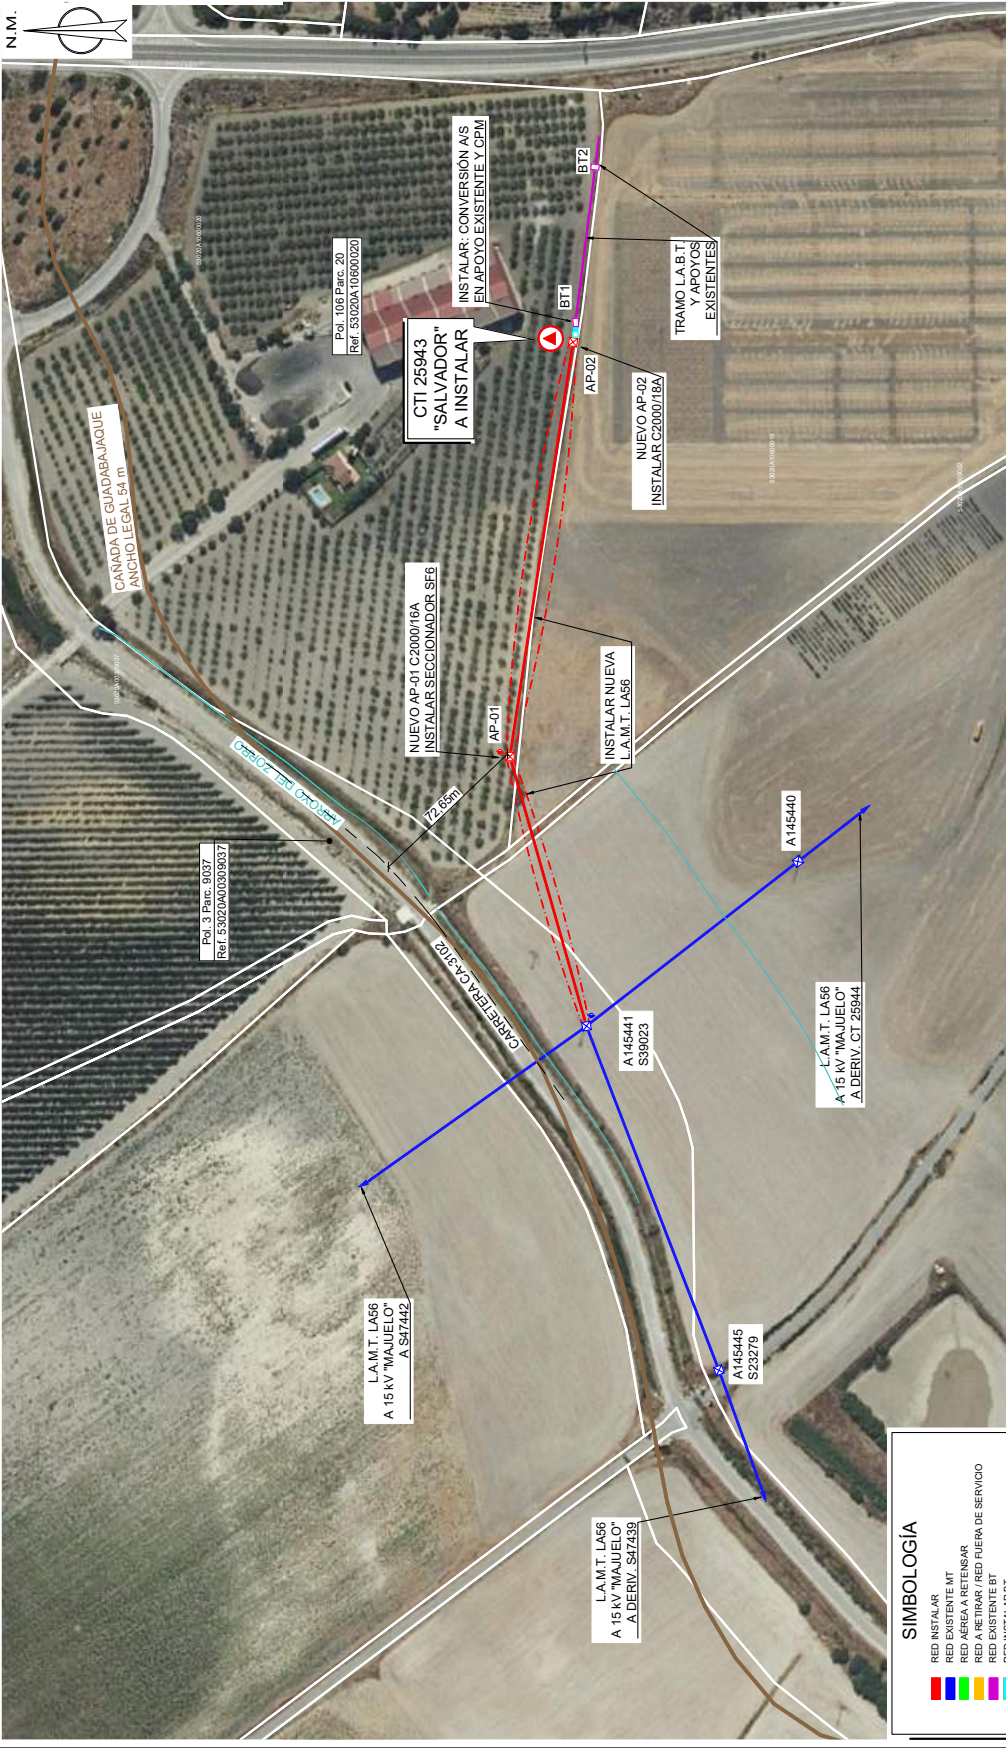 N.M.
CAÑADA DE GUADABAJAQUE
ANCHO LEGAL 54 m
Pol. 106 Parc. 20
Ref. 53020A10600020
INSTALAR: CONVERSIÓN A/S
EN APOYO EXISTENTE Y CPM
CTI 25943
"SALVADOR"
A INSTALAR
BT1
BT2
AP-02
TRAMO L.A.B.T.
Y APOYOS
EXISTENTES
NUEVO AP-02
INSTALAR C2000/18A
NUEVO AP-01 C2000/16A
INSTALAR SECCIONADOR SF6
AP-01
INSTALAR NUEVA
L.A.M.T. LA56
72,65m
ARROYO DEL ZORRO
Pol. 3 Parc. 9037
Ref. 53020A00309037
CARRETERA CA-3102
A145440
A145441
S39023
L.A.M.T. LA56
A 15 kV "MAJUELO"
A DERIV. CT 25944
L.A.M.T. LA56
A 15 kV "MAJUELO"
A S47442
A145445
S23279
L.A.M.T. LA56
A 15 kV "MAJUELO"
A DERIV. S47439
SIMBOLOGÍA
RED INSTALAR
RED EXISTENTE MT
RED AÉREA A RETENSAR
RED A RETIRAR / RED FUERA DE SERVICIO
RED EXISTENTE BT